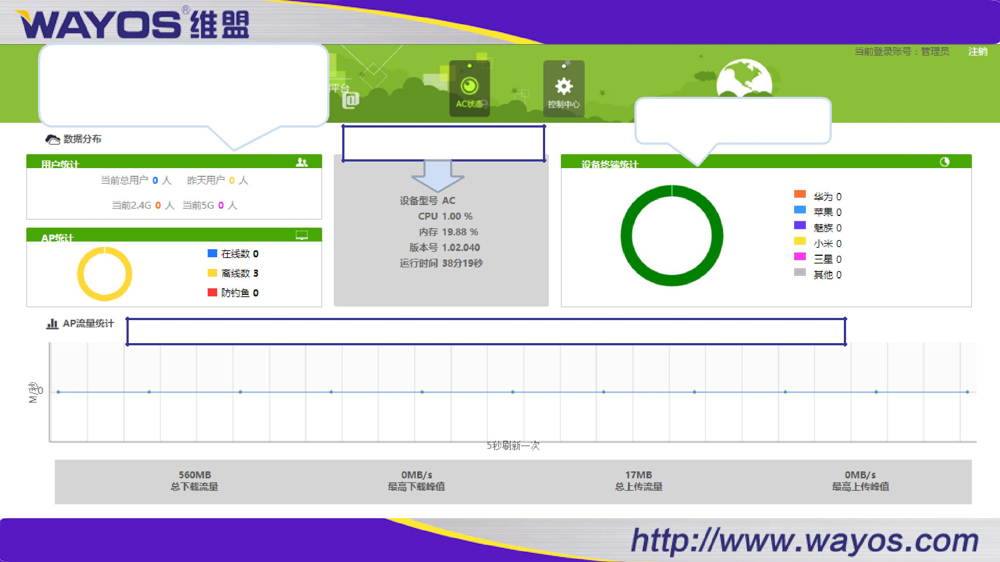 WAYOS®维盟
当前登录账号：管理员 注销
平台
@
AC状态
控制中心
数据分布
用户统计
当前总用户 0 人 昨天用户 0 人
当前2.4G 0 人 当前5G 0 人
AP统计
在线数 0
离线数 3
防钓鱼 0
设备型号 AC
CPU 1.00 %
内存 19.88 %
版本号 1.02.040
运行时间 38分19秒
设备终端统计
华为 0
苹果 0
魅族 0
小米 0
三星 0
其他 0
AP流量统计
M/秒
0
5秒刷新一次
560MB
总下载流量
0MB/s
最高下载峰值
17MB
总上传流量
0MB/s
最高上传峰值
http://www.wayos.com